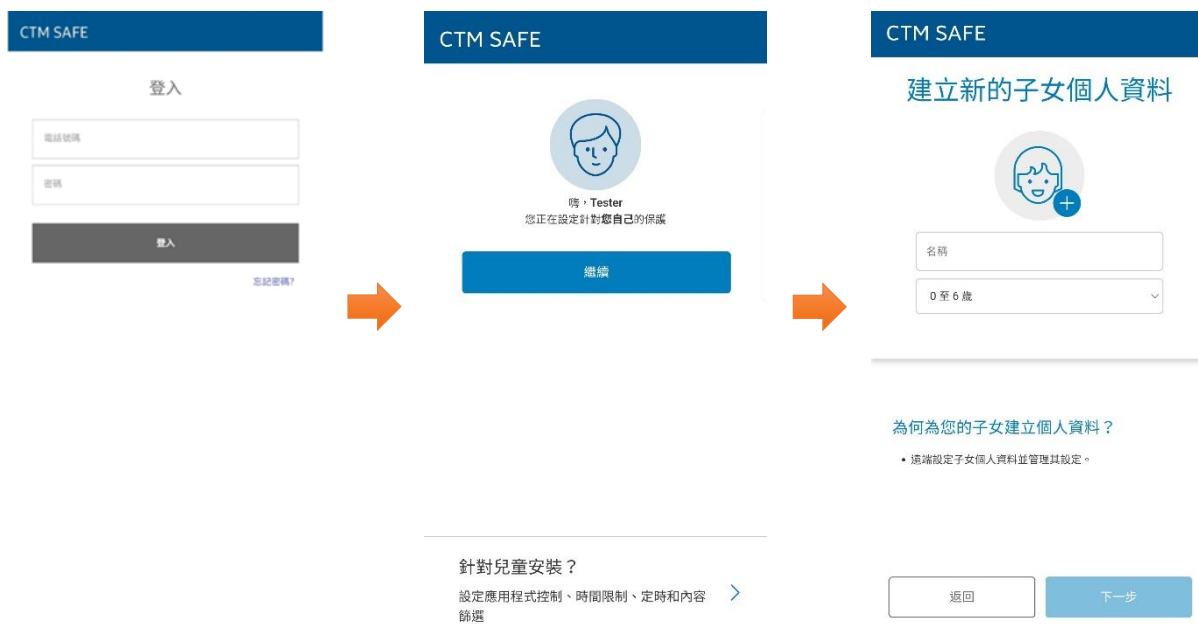 CTM SAFE
登入
電話號碼
密碼
登入
忘記密碼?
CTM SAFE
嗨，Tester
您正在設定針對您自己的保護
繼續
針對兒童安裝？
設定應用程式控制、時間限制、定時和內容
篩選
CTM SAFE
建立新的子女個人資料
名稱
0 至 6 歲
為何為您的子女建立個人資料？
• 遠端設定子女個人資料並管理其設定。
返回
下一步